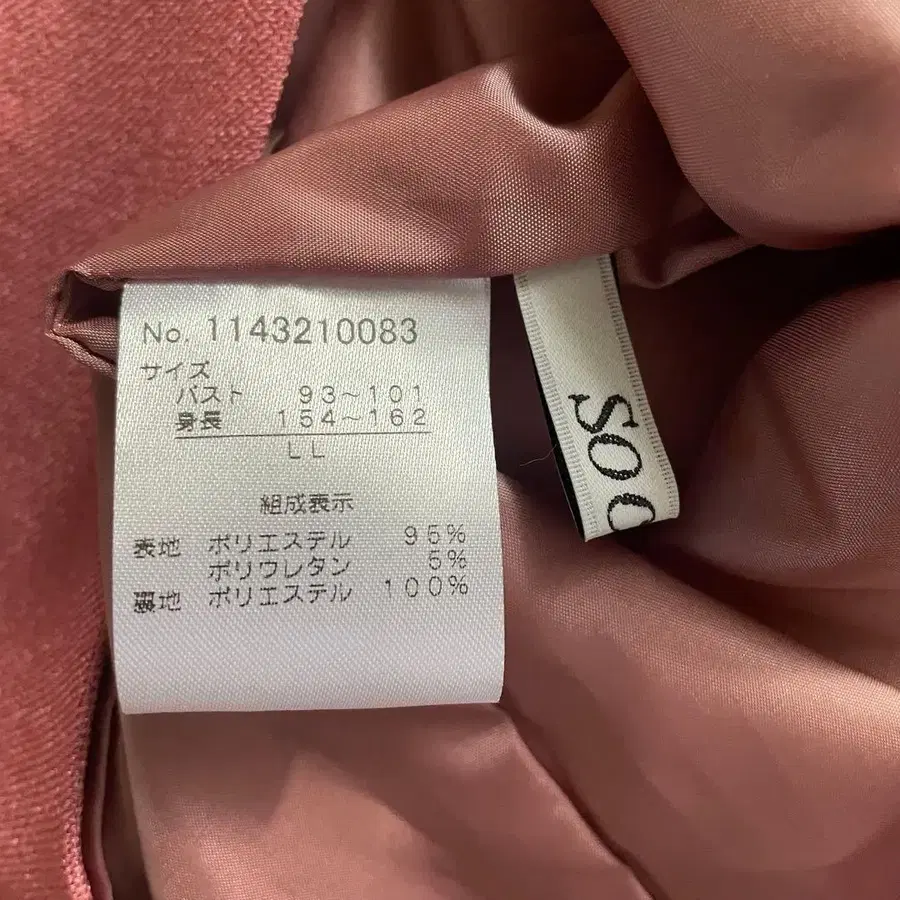 No. 1143210083
サイズ
バスト 93～101
身長 154～162
LL
組成表示
表地 ポリエステル 95%
ポリウレタン 5%
裏地 ポリエステル 100%
SO